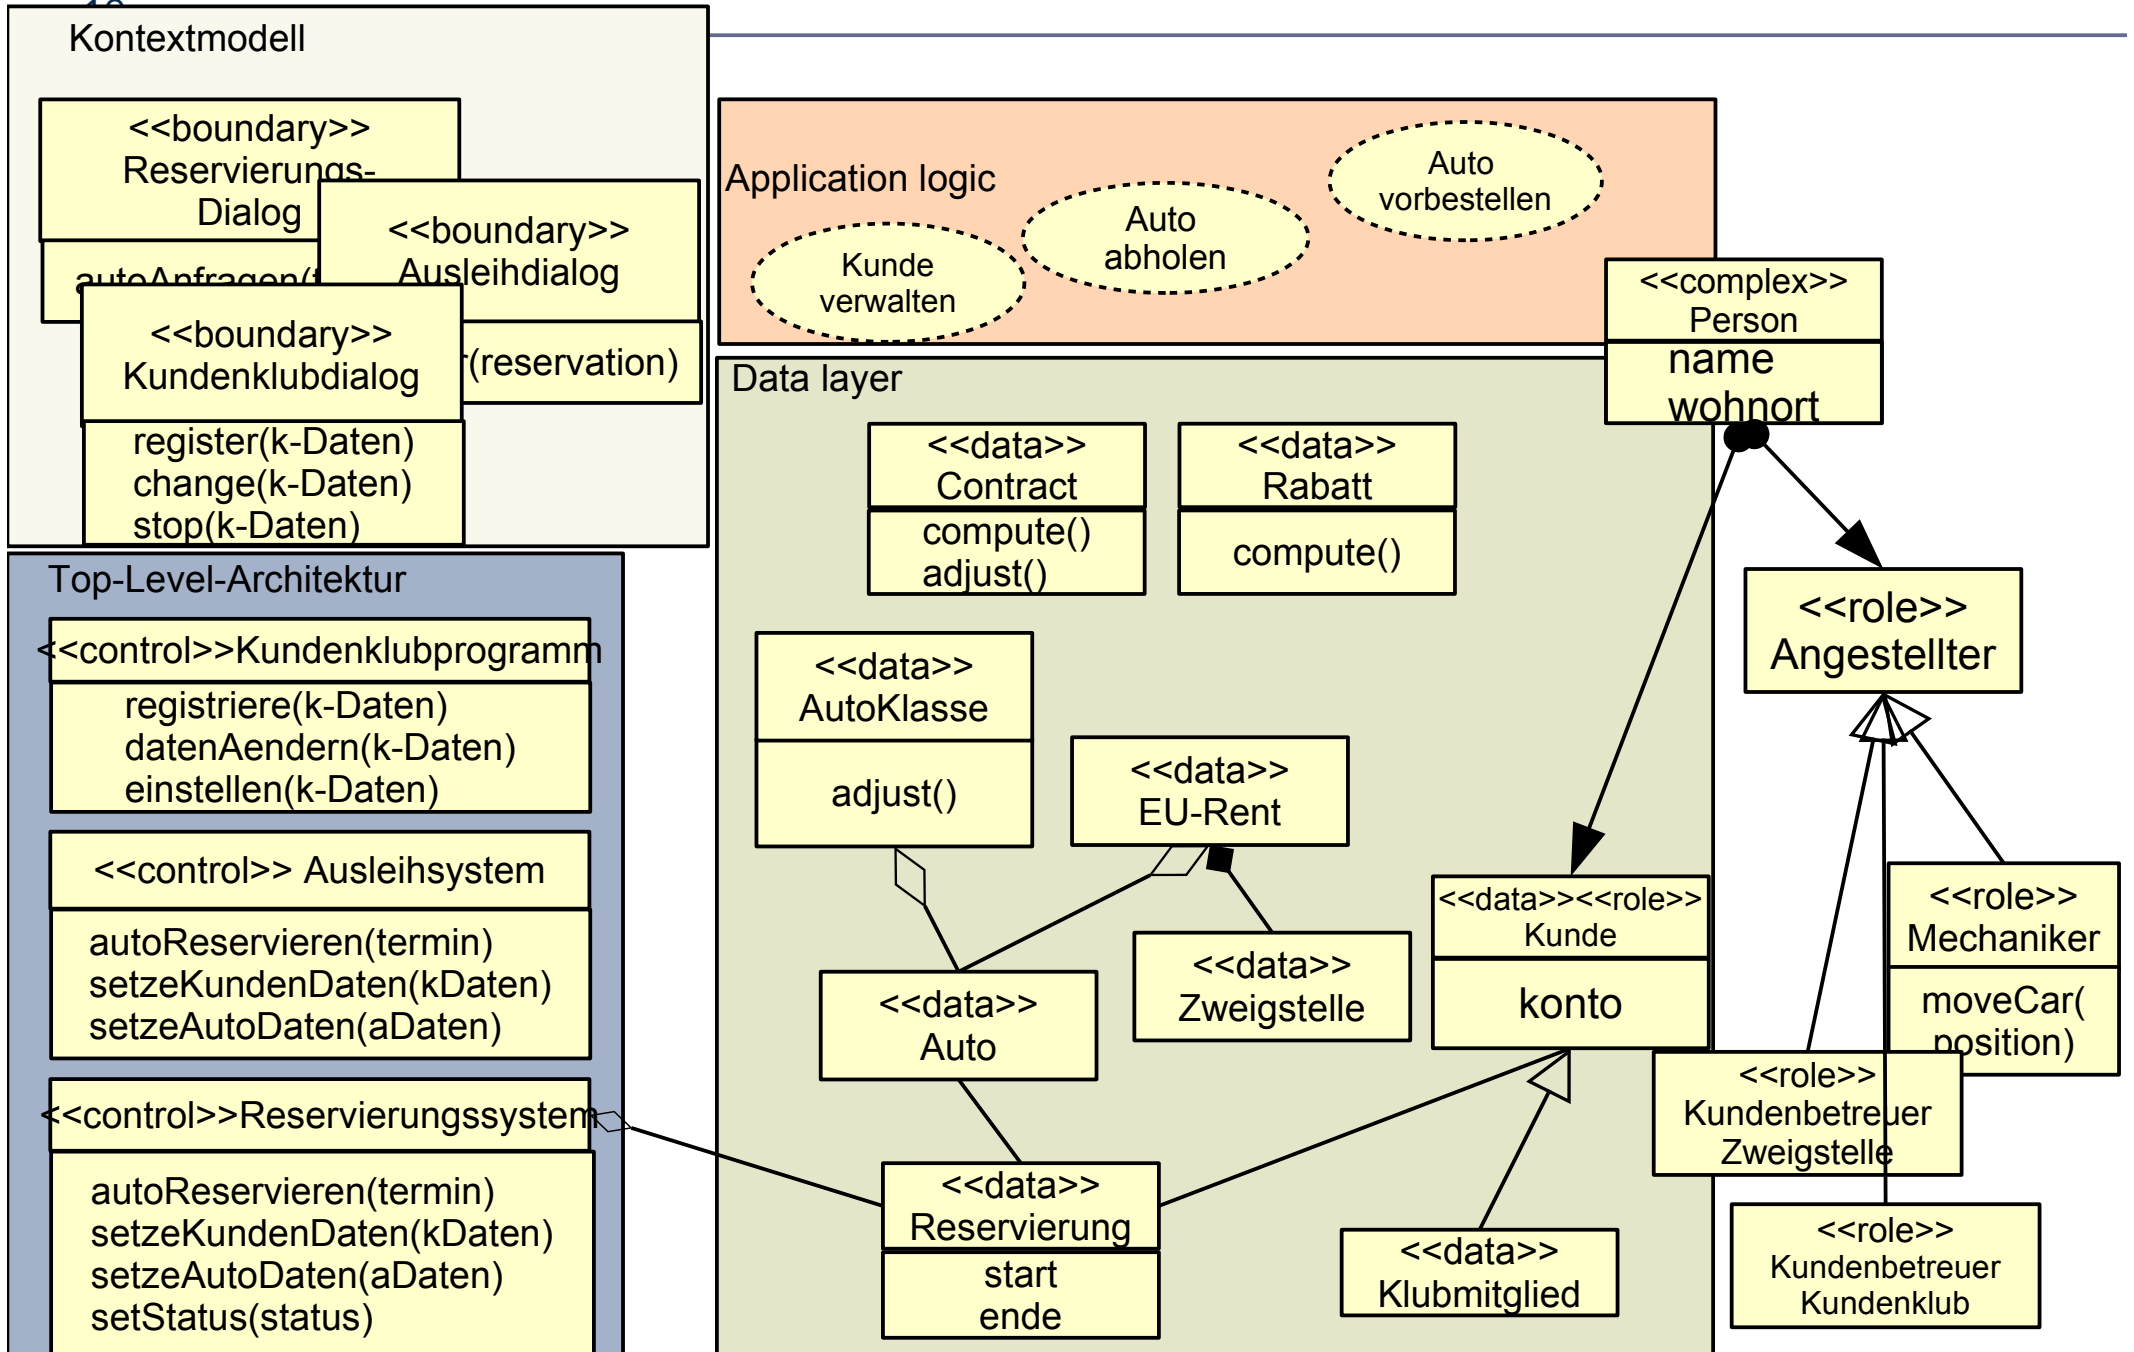 Kontextmodell
<<boundary>>
Reservierungs-
Dialog
<<boundary>>
Ausleihdialog
(reservation)
<<boundary>>
Kundenklubdialog
register(k-Daten)
change(k-Daten)
stop(k-Daten)
Top-Level-Architektur
<<control>>Kundenklubprogramm
registriere(k-Daten)
datenAendern(k-Daten)
einstellen(k-Daten)
<<control>> Ausleihsystem
autoReservieren(termin)
setzeKundenDaten(kDaten)
setzeAutoDaten(aDaten)
<<control>>Reservierungssystem
autoReservieren(termin)
setzeKundenDaten(kDaten)
setzeAutoDaten(aDaten)
setStatus(status)
Application logic
Kunde
verwalten
Auto
abholen
Auto
vorbestellen
Data layer
<<data>>
Contract
compute()
adjust()
<<data>>
Rabatt
compute()
<<data>>
AutoKlasse
adjust()
<<data>>
EU-Rent
<<data>>
Auto
<<data>>
Zweigstelle
<<data>><<role>>
Kunde
konto
<<data>>
Reservierung
start
ende
<<data>>
Klubmitglied
<<complex>>
Person
name
wohnort
<<role>>
Angestellter
<<role>>
Mechaniker
moveCar(
position)
<<role>>
Kundenbetreuer
Zweigstelle
<<role>>
Kundenbetreuer
Kundenklub